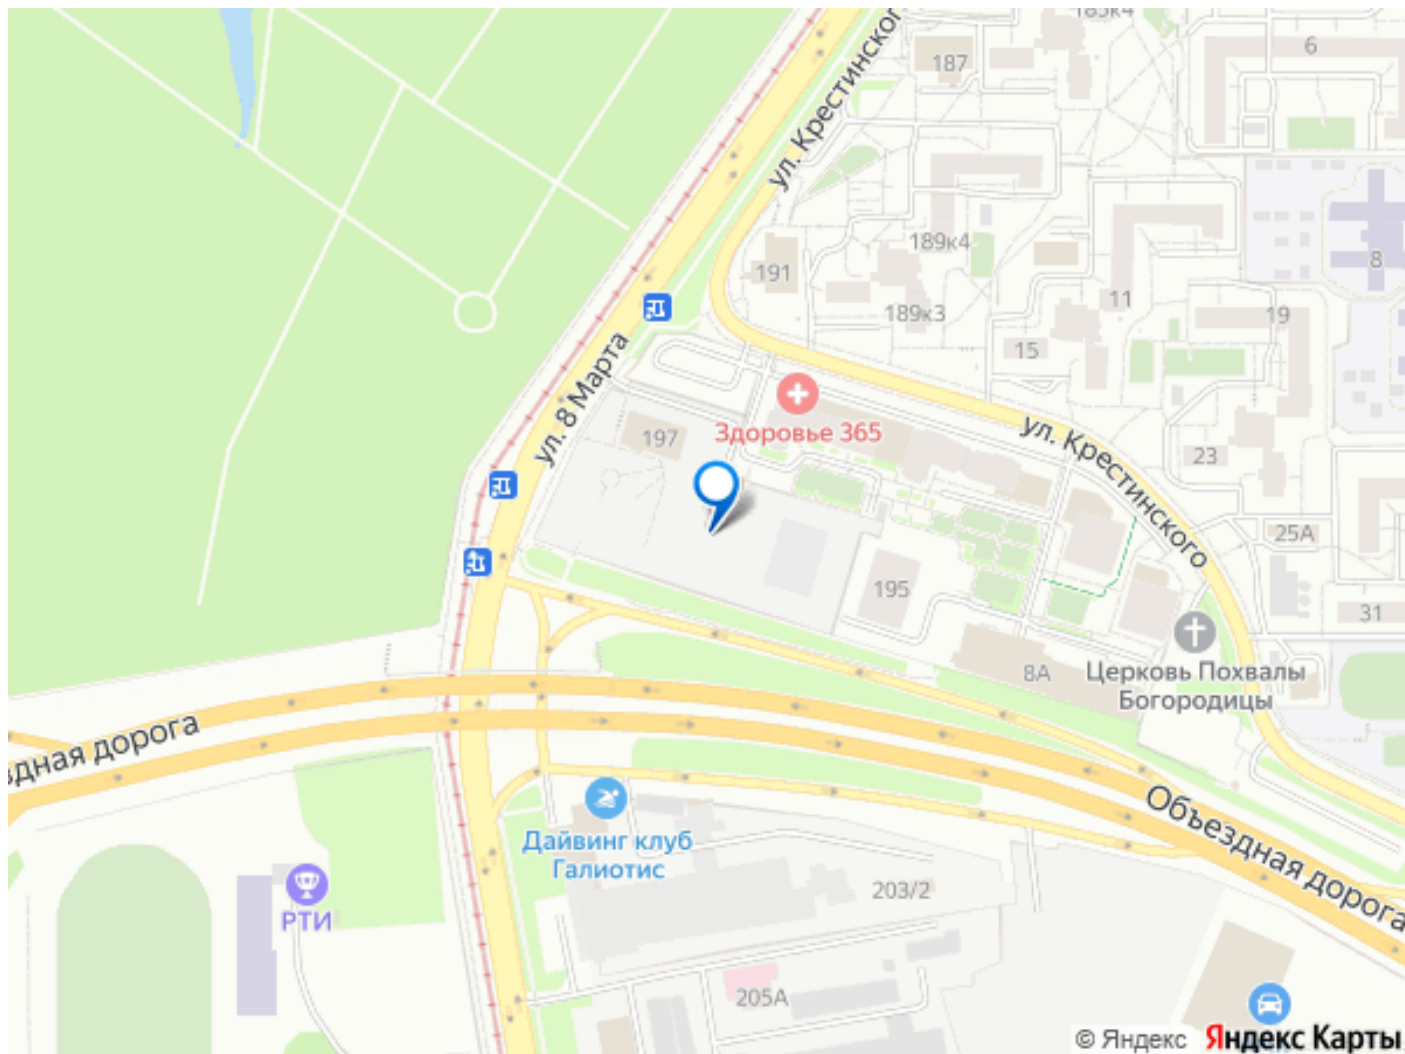 185к4
6
187
ул. Крестинского
189к4
191
8
11
189к3
19
15
ул. 8 Марта
Здоровье 365
197
ул. Крестинского
23
25А
195
31
8А
Церковь Похвалы
Богородицы
здная дорога
Объездная дорога
Дайвинг клуб
Галиотис
203/2
РТИ
205А
© Яндекс Яндекс Карты